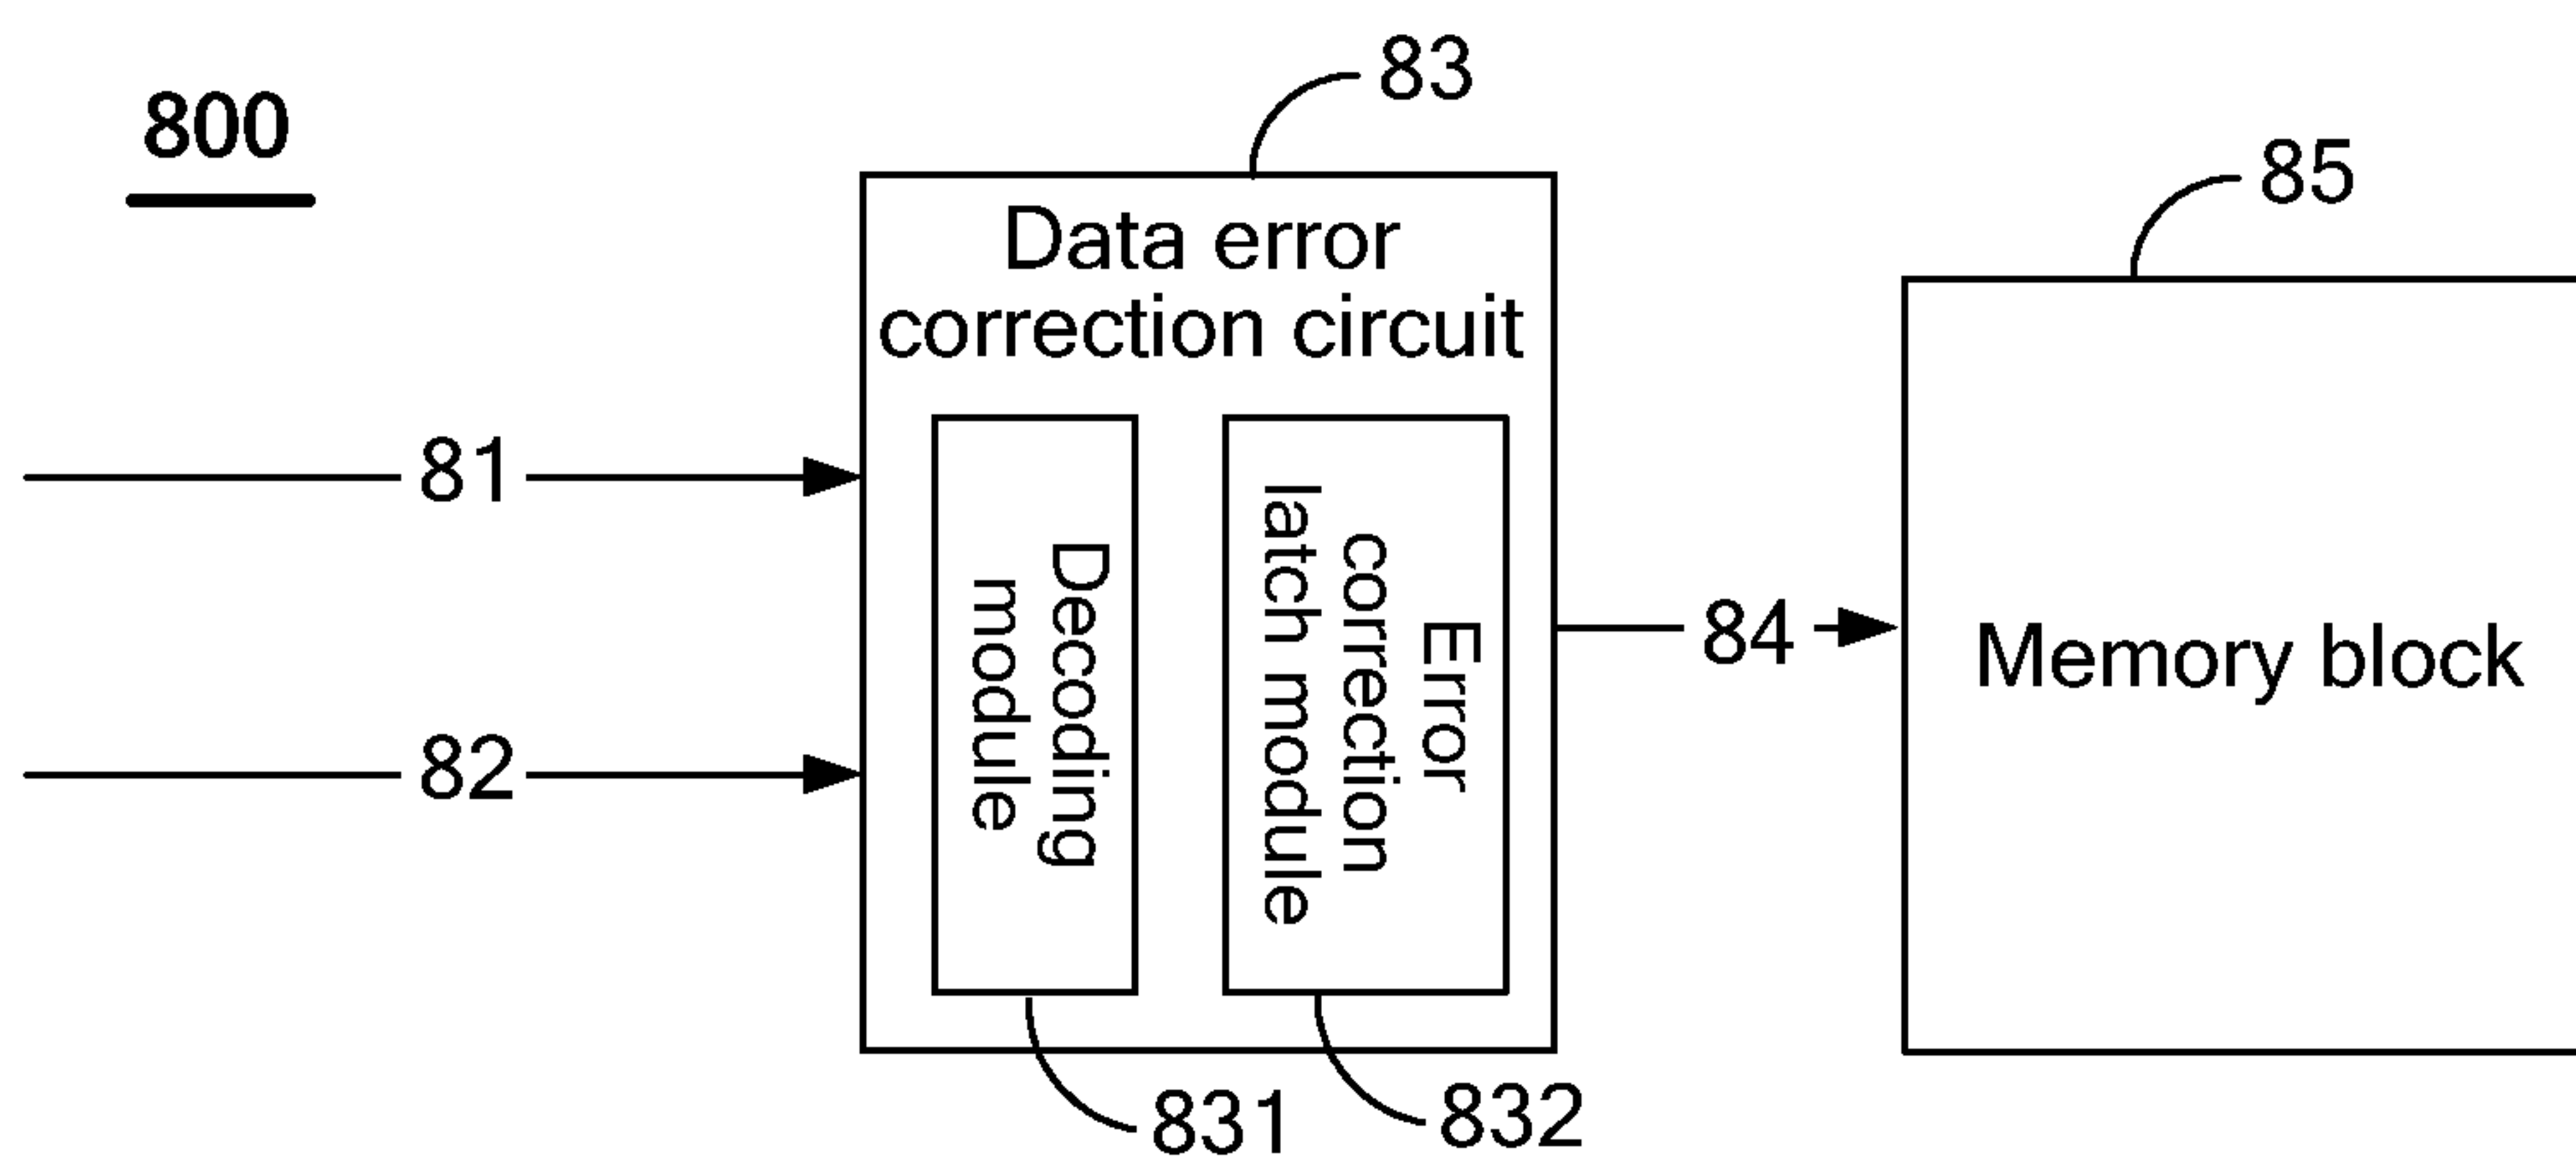 800
83
85
Data error
correction circuit
81
82
Decoding
module
Error
correction
latch module
84
Memory block
831
832